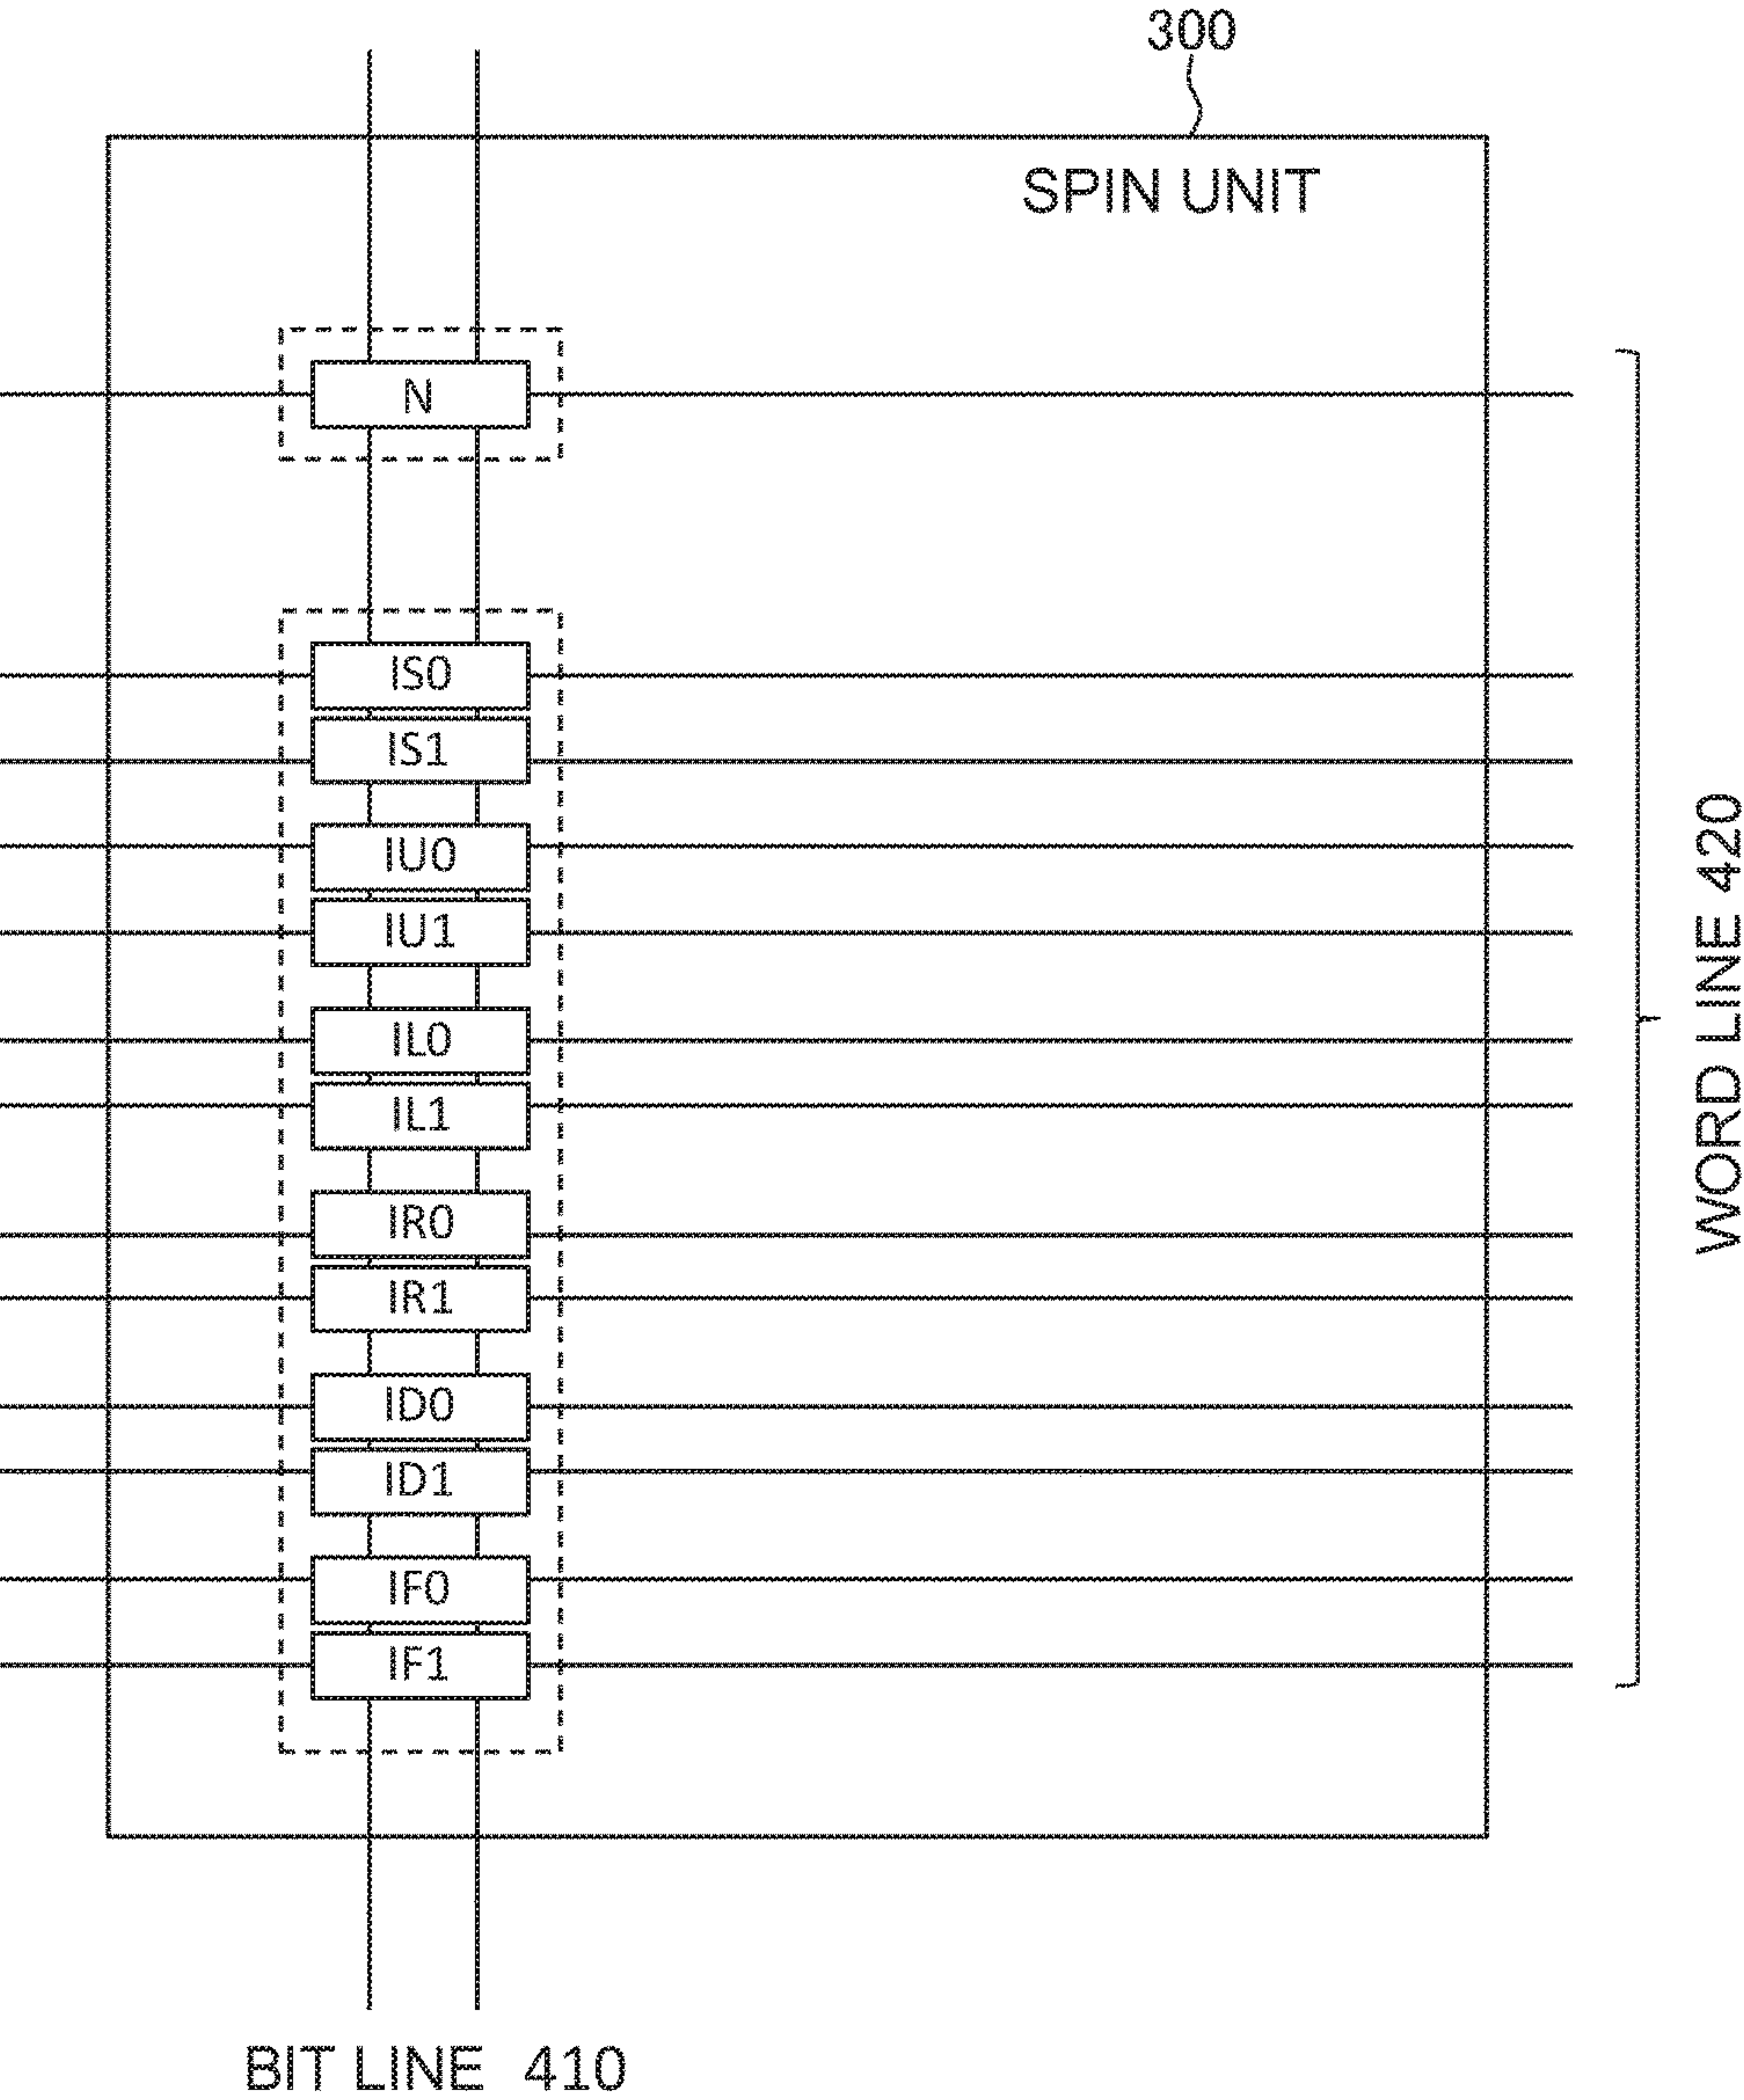 300
SPIN UNIT
N
IS0
IS1
IU0
IU1
IL0
IL1
IR0
IR1
ID0
ID1
IF0
IF1
WORD LINE 420
BIT LINE 410